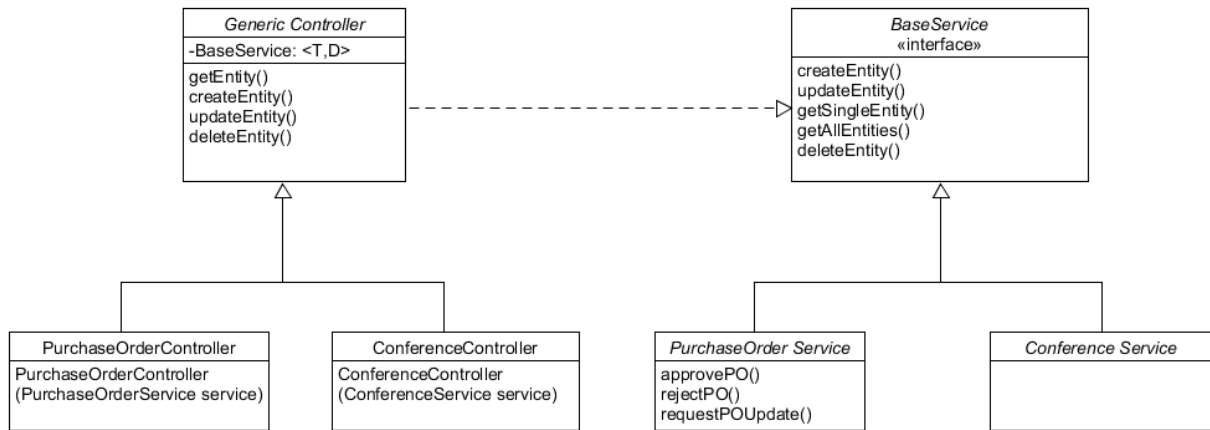 Generic Controller
-BaseService: <T,D>
getEntity()
createEntity()
updateEntity()
deleteEntity()
BaseService
«interface»
createEntity()
updateEntity()
getSingleEntity()
getAllEntities()
deleteEntity()
PurchaseOrderController
PurchaseOrderController
(PurchaseOrderService service)
ConferenceController
ConferenceController
(ConferenceService service)
PurchaseOrder Service
approvePO()
rejectPO()
requestPOUpdate()
Conference Service